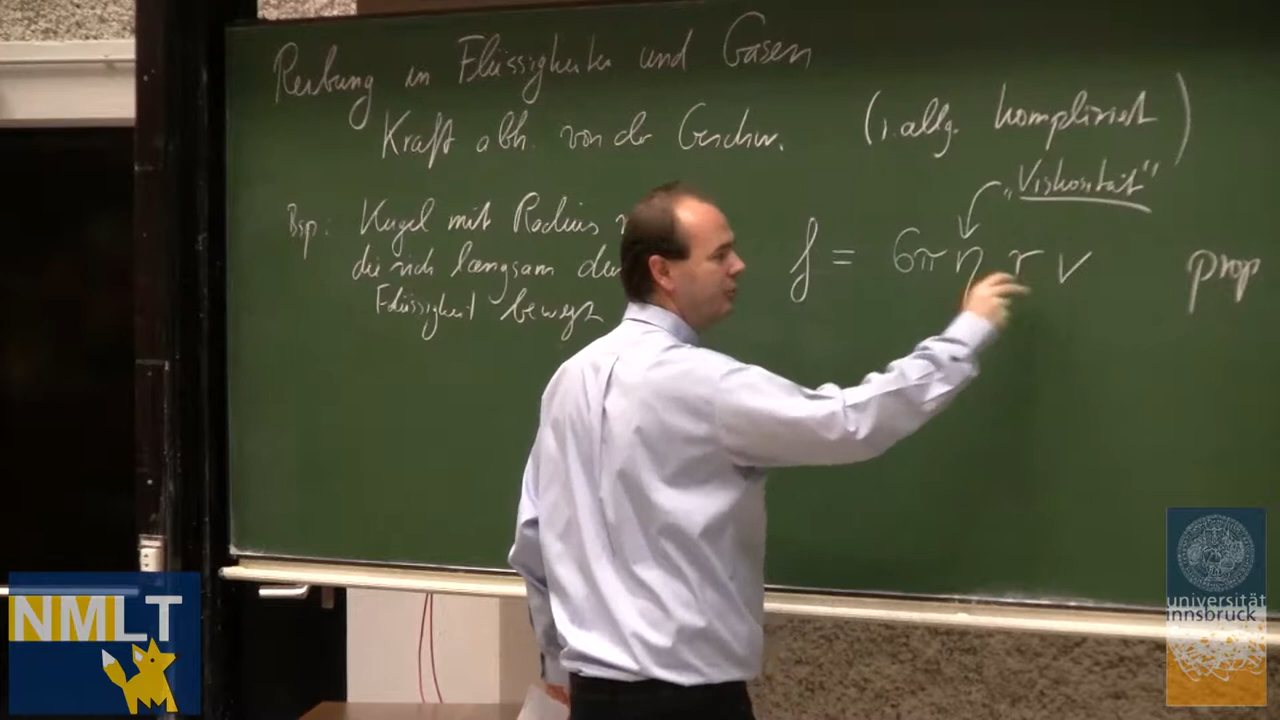 Reibung in Flüssigkeiten und Gasen
Kraft abh. von der Geschw. (i. allg. kompliziert)
„Viskosität“
Bsp: Kugel mit Radius r
die sich langsam
Flüssigkeit bewegt
f = 6πη r v
prop
NMLT
universität
innsbruck